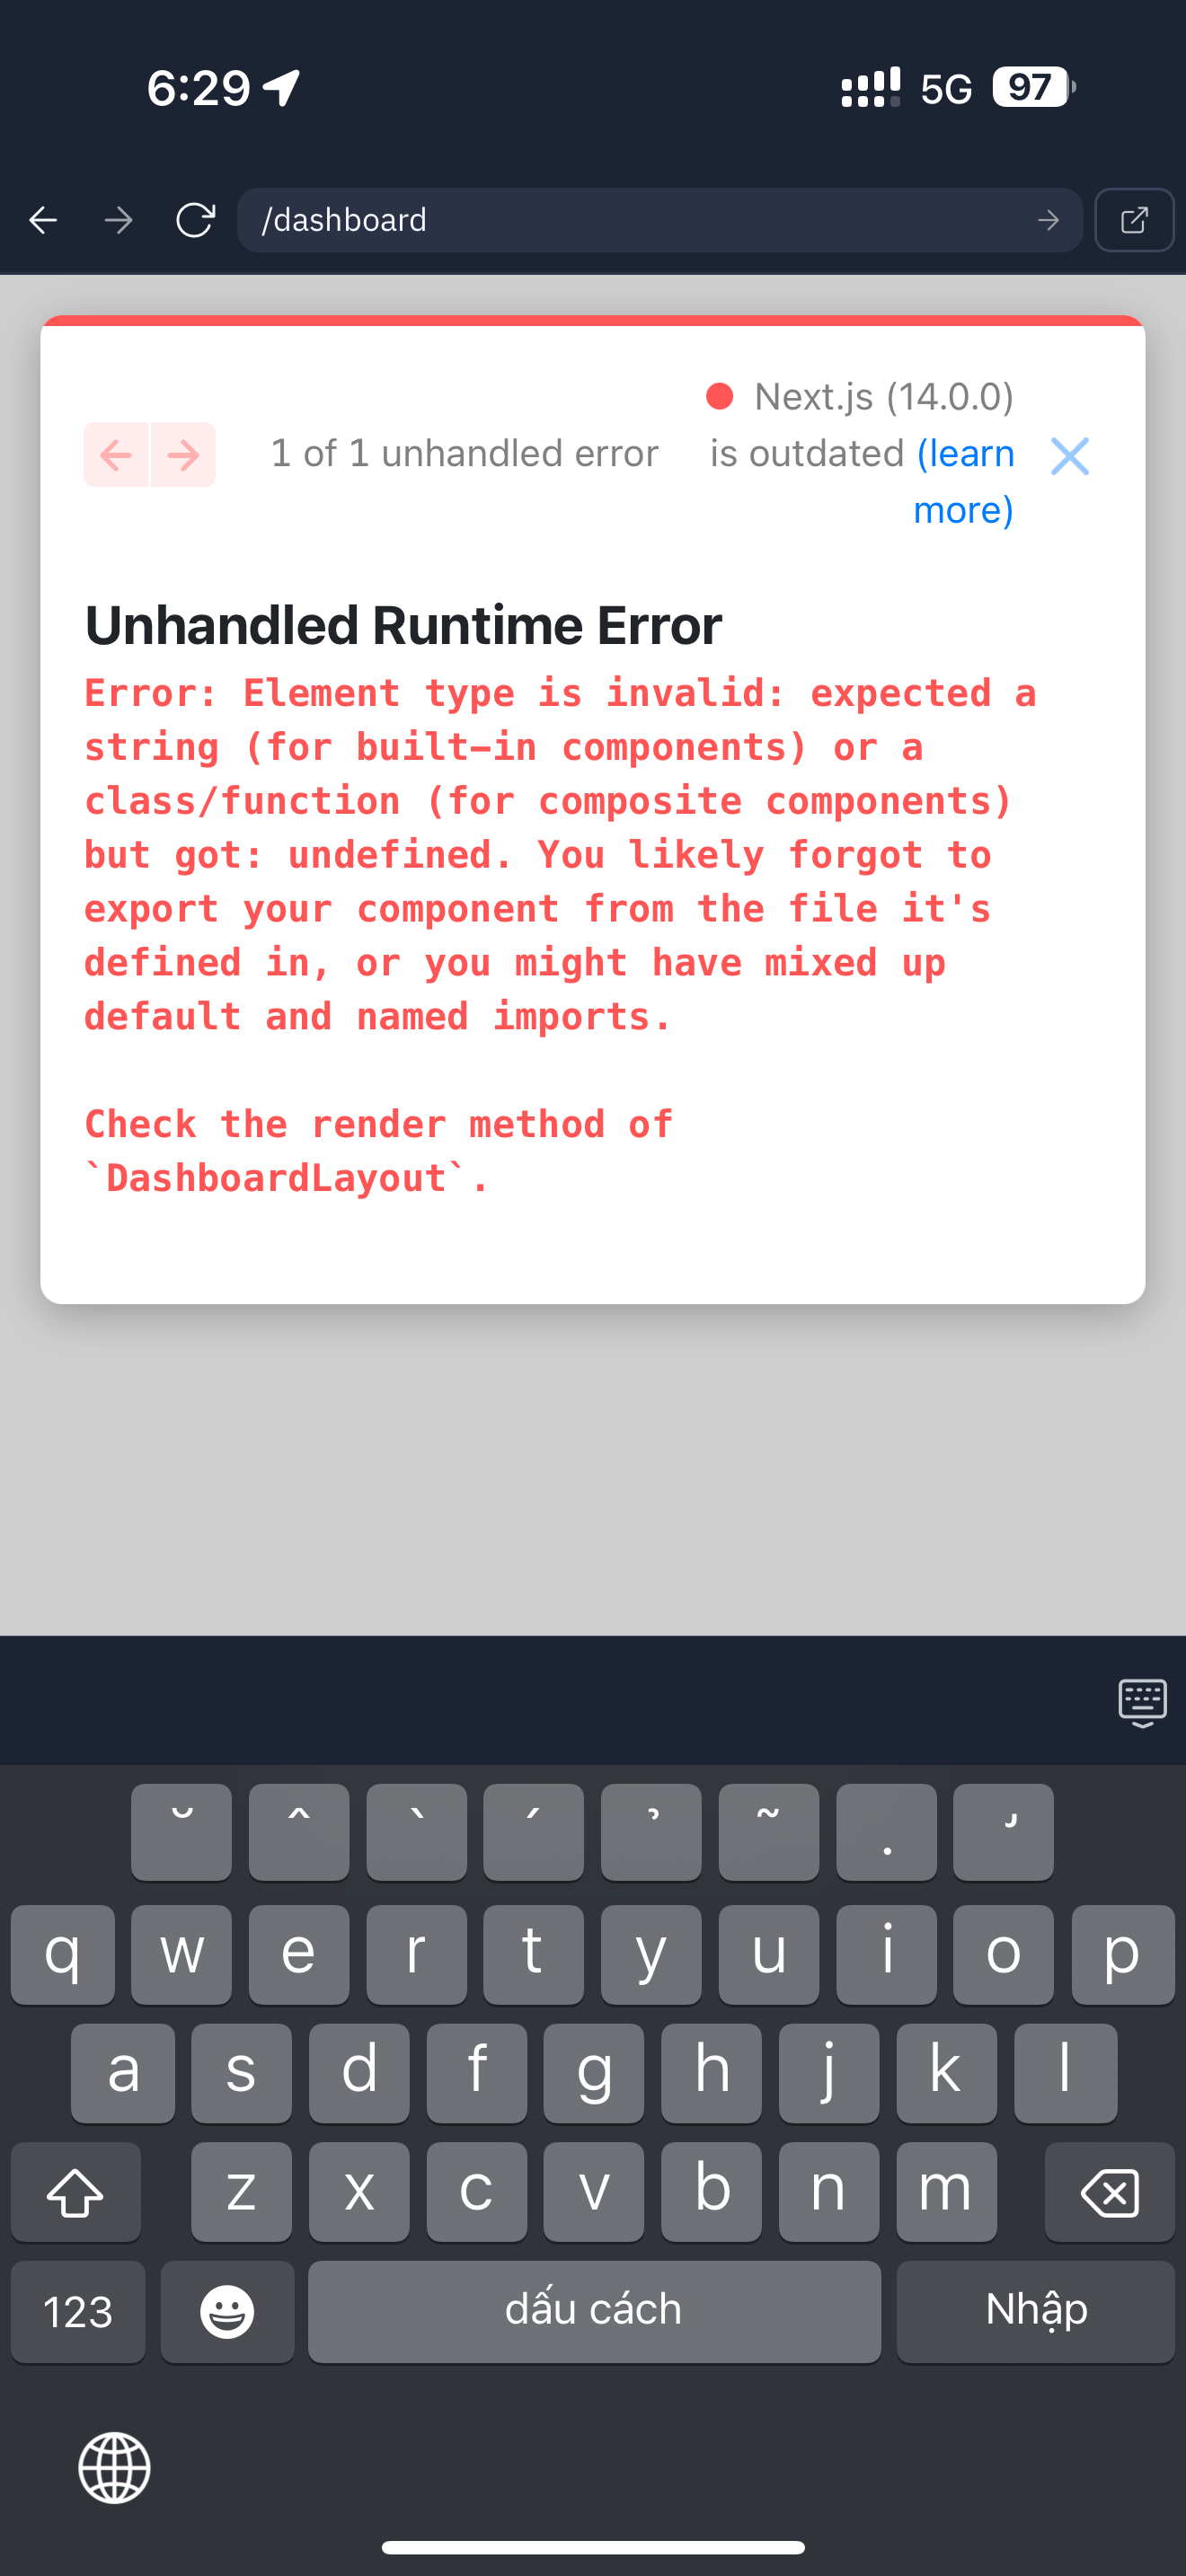 6:29
5G
97
/dashboard
1 of 1 unhandled error
Next.js (14.0.0)
is outdated (learn
more)
Unhandled Runtime Error
Error: Element type is invalid: expected a
string (for built-in components) or a
class/function (for composite components)
but got: undefined. You likely forgot to
export your component from the file it's
defined in, or you might have mixed up
default and named imports.
Check the render method of
`DashboardLayout`.
˘ ˆ ` ´ ̉ ˜ . ̛
q w e r t y u i o p
a s d f g h j k l
z x c v b n m
123 dấu cách Nhập